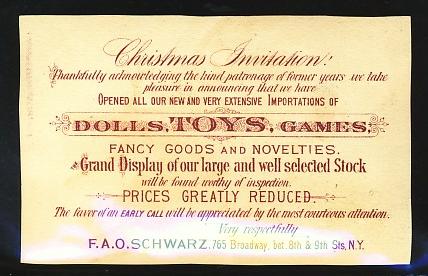 Christmas Invitation!
Thankfully acknowledging the kind patronage of former years we take
pleasure in announcing that we have
OPENED ALL OUR NEW AND VERY EXTENSIVE IMPORTATIONS OF
DOLLS, TOYS, GAMES,
FANCY GOODS AND NOVELTIES.
Grand Display of our large and well selected Stock
will be found worthy of inspection.
PRICES GREATLY REDUCED
The favor of an EARLY CALL will be appreciated by the most courteous attention.
Very respectfully
F.A.O. SCHWARZ, 765 Broadway, bet. 8th & 9th Sts, N.Y.